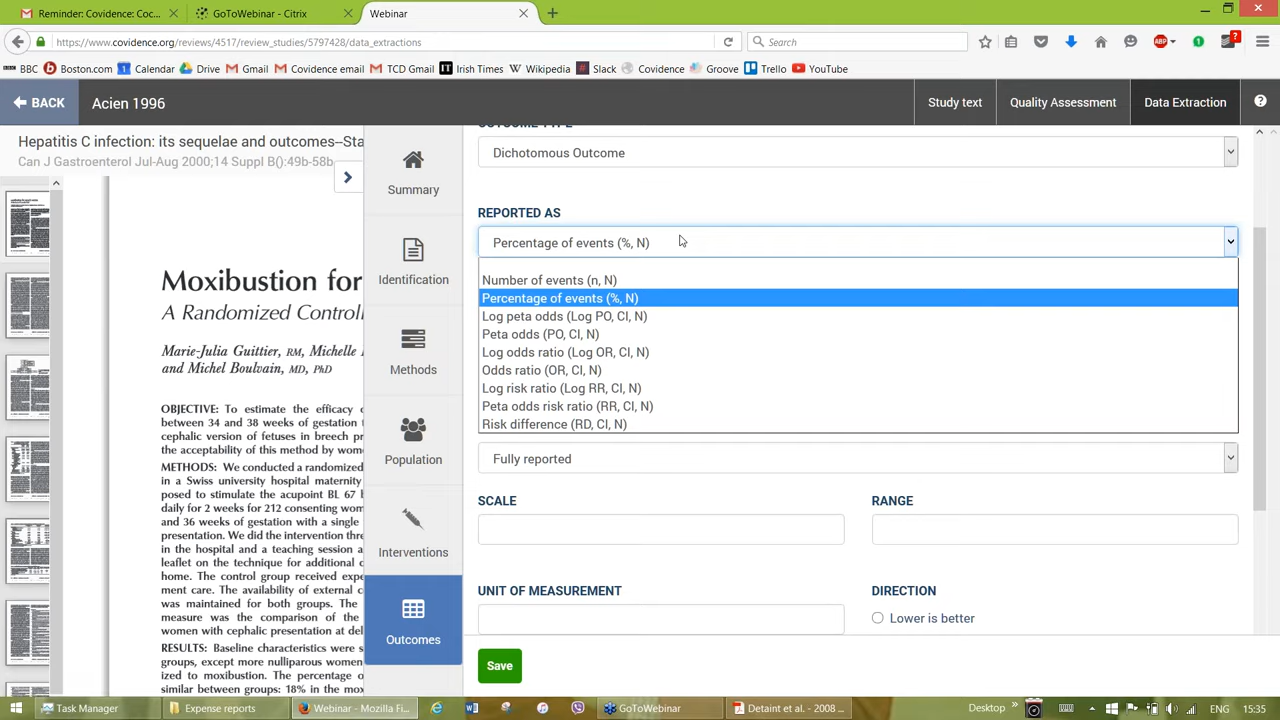 Reminder: Covidence. Coc...
GoToWebinar - Citrix
Webinar
https://www.covidence.org/reviews/4517/review_studies/5797428/data_extractions
Search
BBC Boston.com Calendar Drive Gmail Covidence email TCD Gmail Irish Times Wikipedia Slack Covidence Groove Trello YouTube
BACK
Acien 1996
Study text
Quality Assessment
Data Extraction
Hepatitis C infection: its sequelae and outcomes--Sta
Can J Gastroenterol Jul-Aug 2000;14 Suppl B():49b-58b
Moxibustion for
A Randomized Controll
Marie-Julia Guittier, RM, Michelle
and Michel Boulvain, MD, PhD
OBJECTIVE: To estimate the efficacy o
between 34 and 38 weeks of gestation t
cephalic version of fetuses in breech pr
the acceptability of this method by wom
METHODS: We conducted a randomized
in a Swiss university hospital maternity
posed to stimulate the acupoint BL 67 b
daily for 2 weeks for 212 consenting wom
and 36 weeks of gestation with a single
presentation. We did the intervention thre
in the hospital and a teaching session a
leaflet on the technique for additional c
home. The control group received expe
ment care. The availability of external c
was maintained for both groups. The
measure was the comparison of the
women with cephalic presentation at del
RESULTS: Baseline characteristics were s
groups, except more nulliparous women
ized to moxibustion. The percentage o
similar between groups: 18% in the mox
Summary
Identification
Methods
Population
Interventions
Outcomes
OUTCOME TYPE
Dichotomous Outcome
REPORTED AS
Percentage of events (%, N)
Number of events (n, N)
Percentage of events (%, N)
Log peta odds (Log PO, CI, N)
Peta odds (PO, CI, N)
Log odds ratio (Log OR, CI, N)
Odds ratio (OR, CI, N)
Log risk ratio (Log RR, CI, N)
Peta odds risk ratio (RR, CI, N)
Risk difference (RD, CI, N)
Fully reported
SCALE
RANGE
UNIT OF MEASUREMENT
DIRECTION
Lower is better
Save
Task Manager
Expense reports
Webinar - Mozilla Fi...
GoToWebinar
Detaint et al. - 2008 ...
Desktop
ENG
15:35